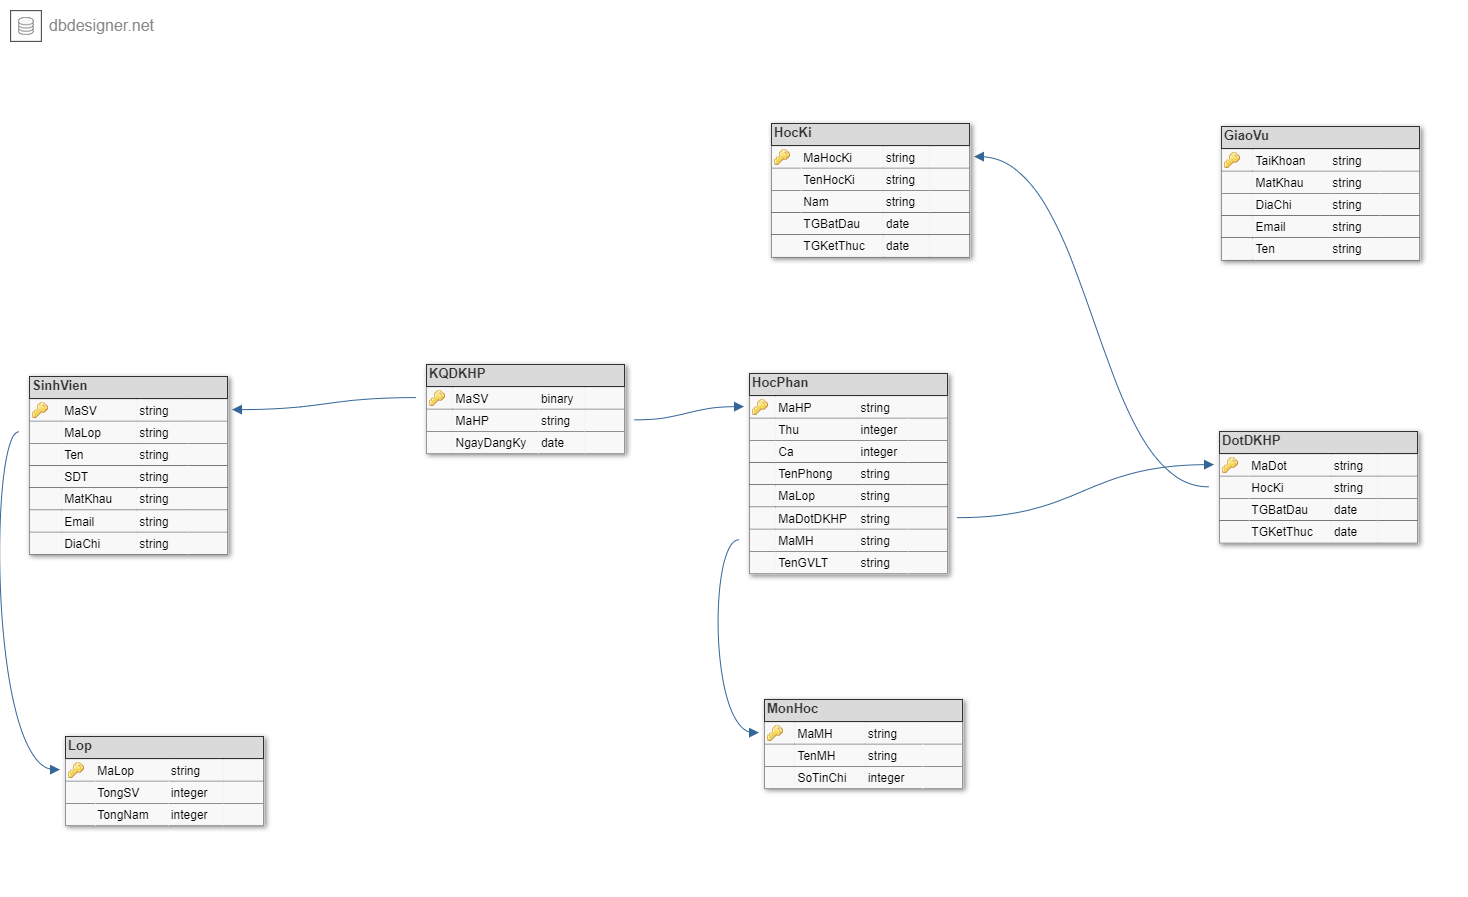 dbdesigner.net
HocKi
MaHocKi string
TenHocKi string
Nam string
TGBatDau date
TGKetThuc date
GiaoVu
TaiKhoan string
MatKhau string
DiaChi string
Email string
Ten string
SinhVien
MaSV string
MaLop string
Ten string
SDT string
MatKhau string
Email string
DiaChi string
KQDKHP
MaSV binary
MaHP string
NgayDangKy date
HocPhan
MaHP string
Thu integer
Ca integer
TenPhong string
MaLop string
MaDotDKHP string
MaMH string
TenGVLT string
DotDKHP
MaDot string
HocKi string
TGBatDau date
TGKetThuc date
Lop
MaLop string
TongSV integer
TongNam integer
MonHoc
MaMH string
TenMH string
SoTinChi integer